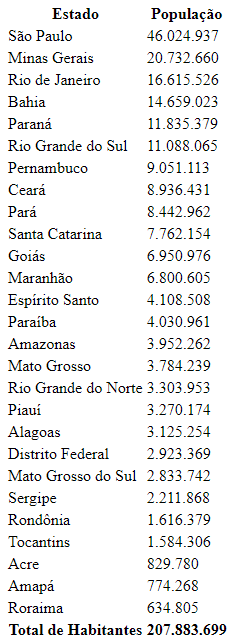 Estado População
São Paulo 46.024.937
Minas Gerais 20.732.660
Rio de Janeiro 16.615.526
Bahia 14.659.023
Paraná 11.835.379
Rio Grande do Sul 11.088.065
Pernambuco 9.051.113
Ceará 8.936.431
Pará 8.442.962
Santa Catarina 7.762.154
Goiás 6.950.976
Maranhão 6.800.605
Espírito Santo 4.108.508
Paraíba 4.030.961
Amazonas 3.952.262
Mato Grosso 3.784.239
Rio Grande do Norte 3.303.953
Piauí 3.270.174
Alagoas 3.125.254
Distrito Federal 2.923.369
Mato Grosso do Sul 2.833.742
Sergipe 2.211.868
Rondônia 1.616.379
Tocantins 1.584.306
Acre 829.780
Amapá 774.268
Roraima 634.805
Total de Habitantes 207.883.699